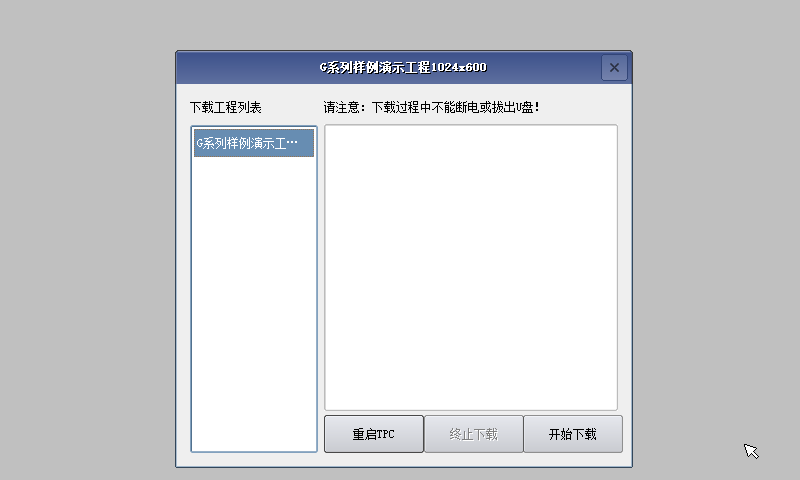 G系列样例演示工程1024x600
下载工程列表
请注意：下载过程中不能断电或拔出U盘!
G系列样例演示工…
重启TPC
终止下载
开始下载